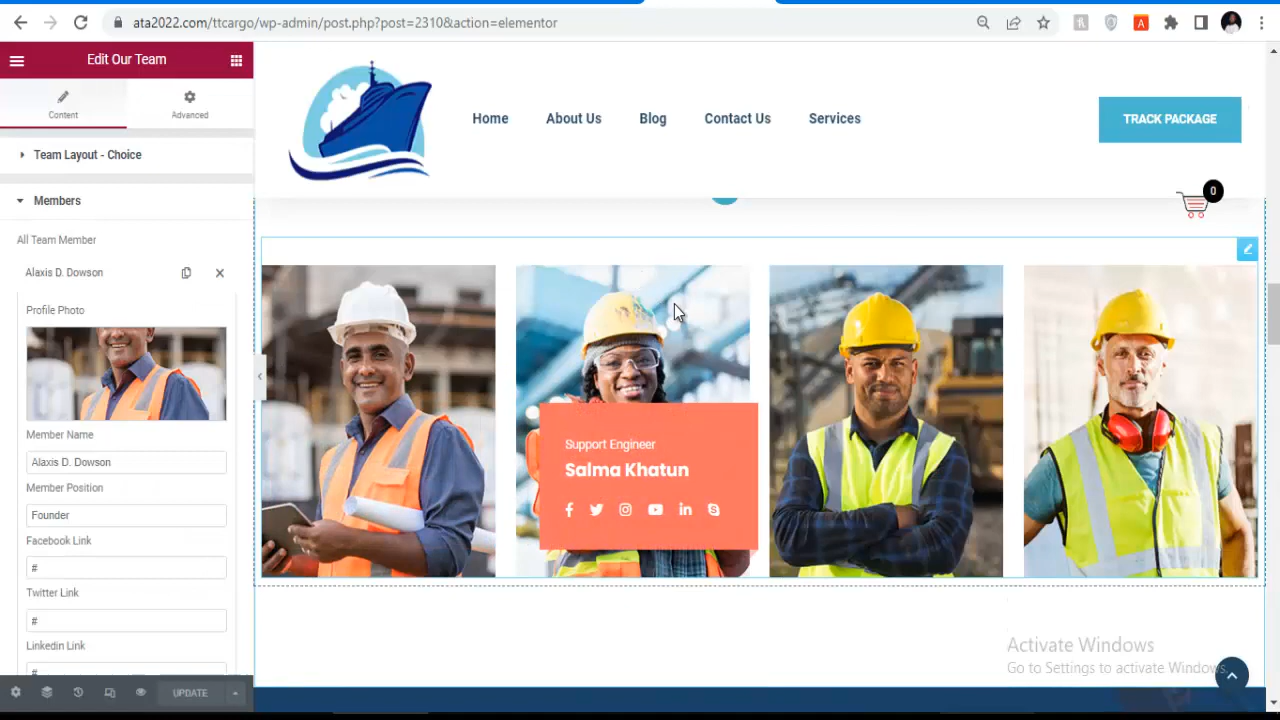 ata2022.com/ttcargo/wp-admin/post.php?post=2310&action=elementor
Edit Our Team
Content
Advanced
Team Layout - Choice
Members
All Team Member
Alaxis D. Dowson
Profile Photo
Member Name
Alaxis D. Dowson
Member Position
Founder
Facebook Link
#
Twitter Link
#
Linkedin Link
#
UPDATE
Home
About Us
Blog
Contact Us
Services
TRACK PACKAGE
0
Support Engineer
Salma Khatun
Activate Windows
Go to Settings to activate Windows.